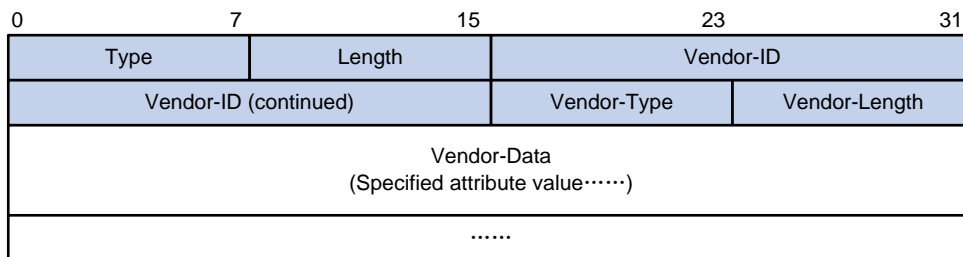 0 7 15 23 31
Type Length Vendor-ID
Vendor-ID (continued) Vendor-Type Vendor-Length
Vendor-Data
(Specified attribute value……)
……